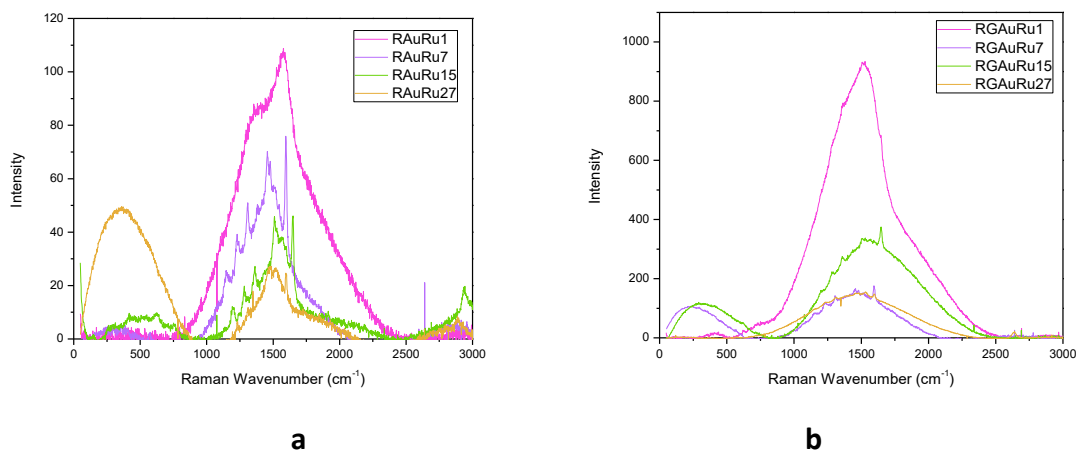 120
100
80
60
40
20
0
Intensity
0 500 1000 1500 2000 2500 3000
Raman Wavenumber (cm⁻¹)
RAuRu1
RAuRu7
RAuRu15
RAuRu27
a
1000
800
600
400
200
0
Intensity
0 500 1000 1500 2000 2500 3000
Raman Wavenumber (cm⁻¹)
RGAuRu1
RGAuRu7
RGAuRu15
RGAuRu27
b